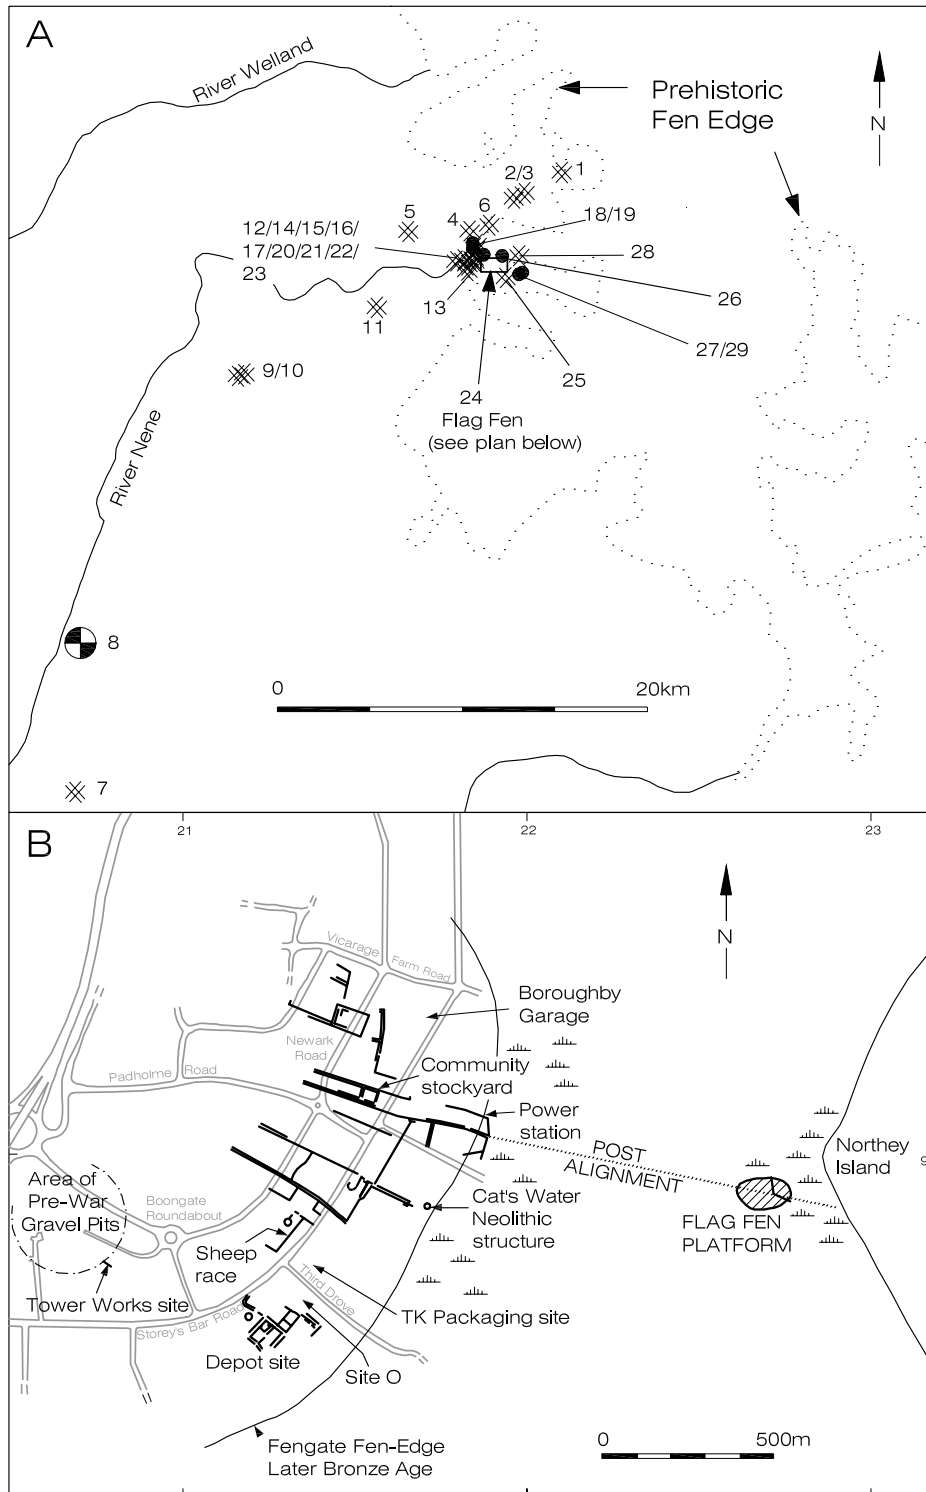 A
River Welland
Prehistoric
Fen Edge
N
1
2/3
6
4
5
18/19
12/14/15/16/
17/20/21/22/
23
28
26
13
11
27/29
25
9/10
24
Flag Fen
(see plan below)
River Nene
8
0
20km
7
B
21
22
23
N
Vicarage
Farm Road
Boroughby
Garage
Newark
Road
Community
stockyard
Padholme Road
Power
station
POST
ALIGNMENT
Northey
Island
9
Area of
Pre-War
Gravel Pits
Boongate
Roundabout
Cat's Water
Neolithic
structure
FLAG FEN
PLATFORM
Sheep
race
Third Drove
Tower Works site
TK Packaging site
Storey's Bar Road
Depot site
Site O
0
500m
Fengate Fen-Edge
Later Bronze Age